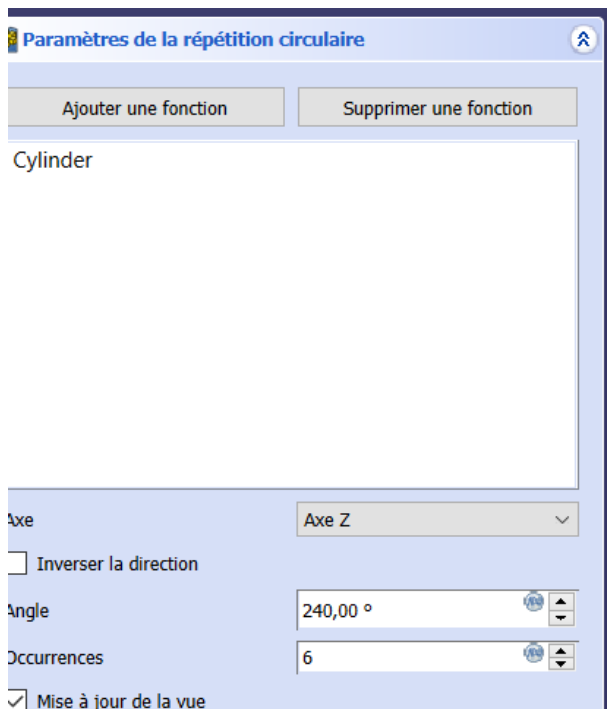 Paramètres de la répétition circulaire
Ajouter une fonction
Supprimer une fonction
Cylinder
Axe
Axe Z
Inverser la direction
Angle
240,00 °
Occurrences
6
Mise à jour de la vue